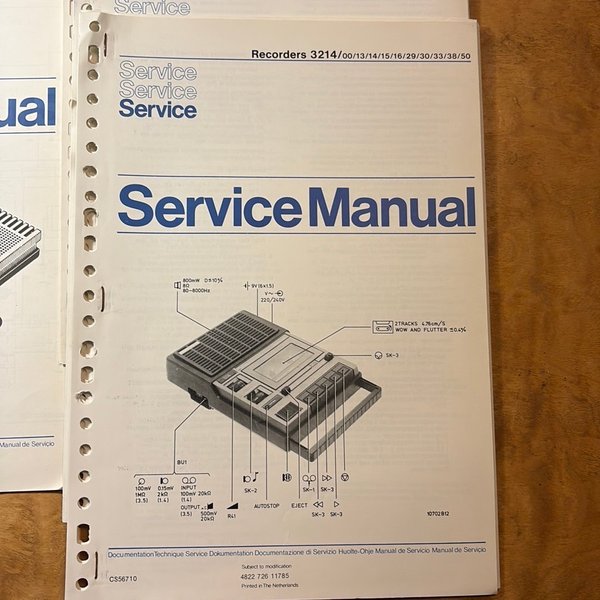 Service
Recorders 3214/00/13/14/15/16/29/30/33/38/50
Service
Service
Service
ual
Service Manual
800mW D≤10%
8Ω
80-8000Hz
9V(6x1.5)
V~
220/240V
2TRACKS 4.76cm/s
WOW AND FLUTTER ±0.4%
SK-3
BU1
100mV
1MΩ
(3.5)
0.15mV
2kΩ
(1.4)
INPUT
100mV 20kΩ
(1.4)
OUTPUT
(3.5) 500mV
20kΩ
R41
SK-2
AUTOSTOP
EJECT
SK-1
SK-3
SK-3
SK-3
10702B12
Manual de Serviço
Documentation Technique Service Dokumentation Documentazione di Servizio Huolto-Ohje Manual de Servicio Manual de Serviço
Subject to modification
CS56710
4822 726 11785
Printed in The Netherlands